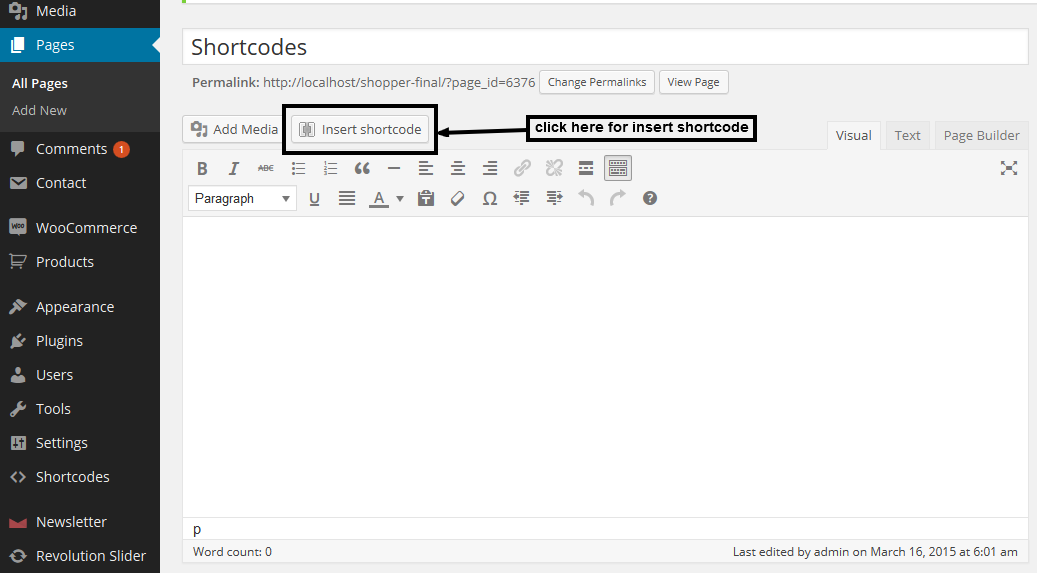 Media
Pages
All Pages
Add New
Comments 1
Contact
WooCommerce
Products
Appearance
Plugins
Users
Tools
Settings
Shortcodes
Newsletter
Revolution Slider
Shortcodes
Permalink: http://localhost/shopper-final/?page_id=6376 Change Permalinks View Page
Add Media Insert shortcode click here for insert shortcode
Visual Text Page Builder
B I ABC
Paragraph U A T Ω ?
p
Word count: 0 Last edited by admin on March 16, 2015 at 6:01 am